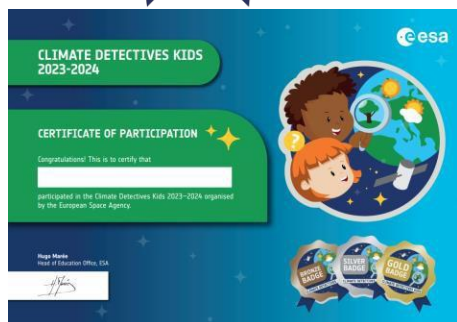 esa
CLIMATE DETECTIVES KIDS
2023-2024
CERTIFICATE OF PARTICIPATION
Congratulations! This is to certify that
participated in the Climate Detectives Kids 2023-2024 organised
by the European Space Agency.
Hugo Marée
Head of Education Office, ESA
?
BRONZE
BADGE
SILVER
BADGE
GOLD
BADGE
CLIMATE DETECTIVES